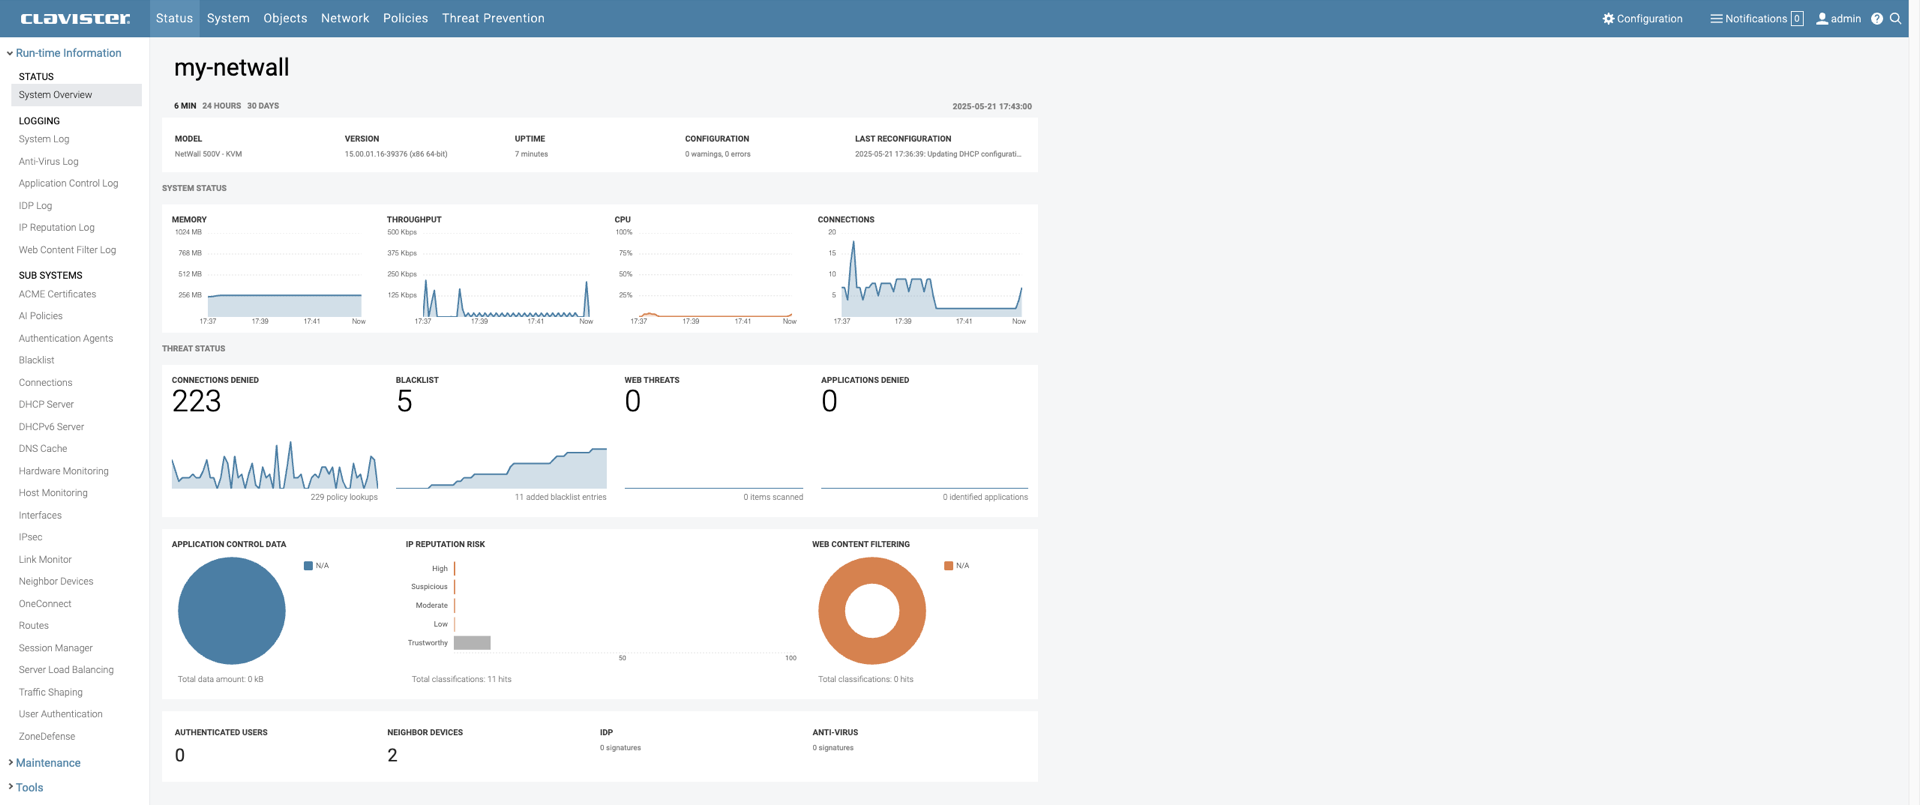 clavister.
Status System Objects Network Policies Threat Prevention
Configuration Notifications 0 admin ?
Run-time Information
STATUS
System Overview
LOGGING
System Log
Anti-Virus Log
Application Control Log
IDP Log
IP Reputation Log
Web Content Filter Log
SUB SYSTEMS
ACME Certificates
AI Policies
Authentication Agents
Blacklist
Connections
DHCP Server
DHCPv6 Server
DNS Cache
Hardware Monitoring
Host Monitoring
Interfaces
IPsec
Link Monitor
Neighbor Devices
OneConnect
Routes
Session Manager
Server Load Balancing
Traffic Shaping
User Authentication
ZoneDefense
Maintenance
Tools
my-netwall
6 MIN 24 HOURS 30 DAYS
2025-05-21 17:43:00
MODEL
NetWall 500V - KVM
VERSION
15.00.01.16-39376 (x86 64-bit)
UPTIME
7 minutes
CONFIGURATION
0 warnings, 0 errors
LAST RECONFIGURATION
2025-05-21 17:36:39: Updating DHCP configurati...
SYSTEM STATUS
MEMORY
1024 MB
768 MB
512 MB
256 MB
17:37 17:39 17:41 Now
THROUGHPUT
500 Kbps
375 Kbps
250 Kbps
125 Kbps
17:37 17:39 17:41 Now
CPU
100%
75%
50%
25%
17:37 17:39 17:41 Now
CONNECTIONS
20
15
10
5
17:37 17:39 17:41 Now
THREAT STATUS
CONNECTIONS DENIED
223
229 policy lookups
BLACKLIST
5
11 added blacklist entries
WEB THREATS
0
0 items scanned
APPLICATIONS DENIED
0
0 identified applications
APPLICATION CONTROL DATA
N/A
Total data amount: 0 kB
IP REPUTATION RISK
High
Suspicious
Moderate
Low
Trustworthy
50 100
Total classifications: 11 hits
WEB CONTENT FILTERING
N/A
Total classifications: 0 hits
AUTHENTICATED USERS
0
NEIGHBOR DEVICES
2
IDP
0 signatures
ANTI-VIRUS
0 signatures